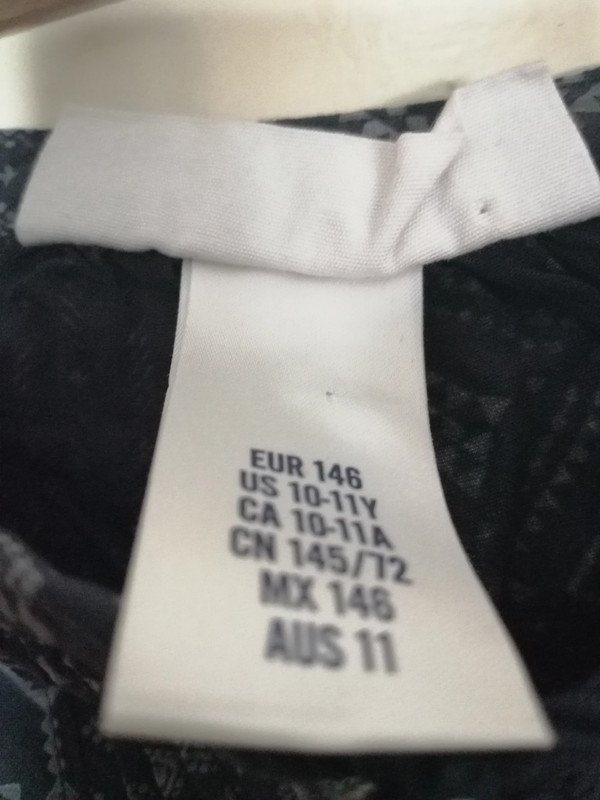 EUR 146
US 10-11Y
CA 10-11A
CN 145/72
MX 146
AUS 11